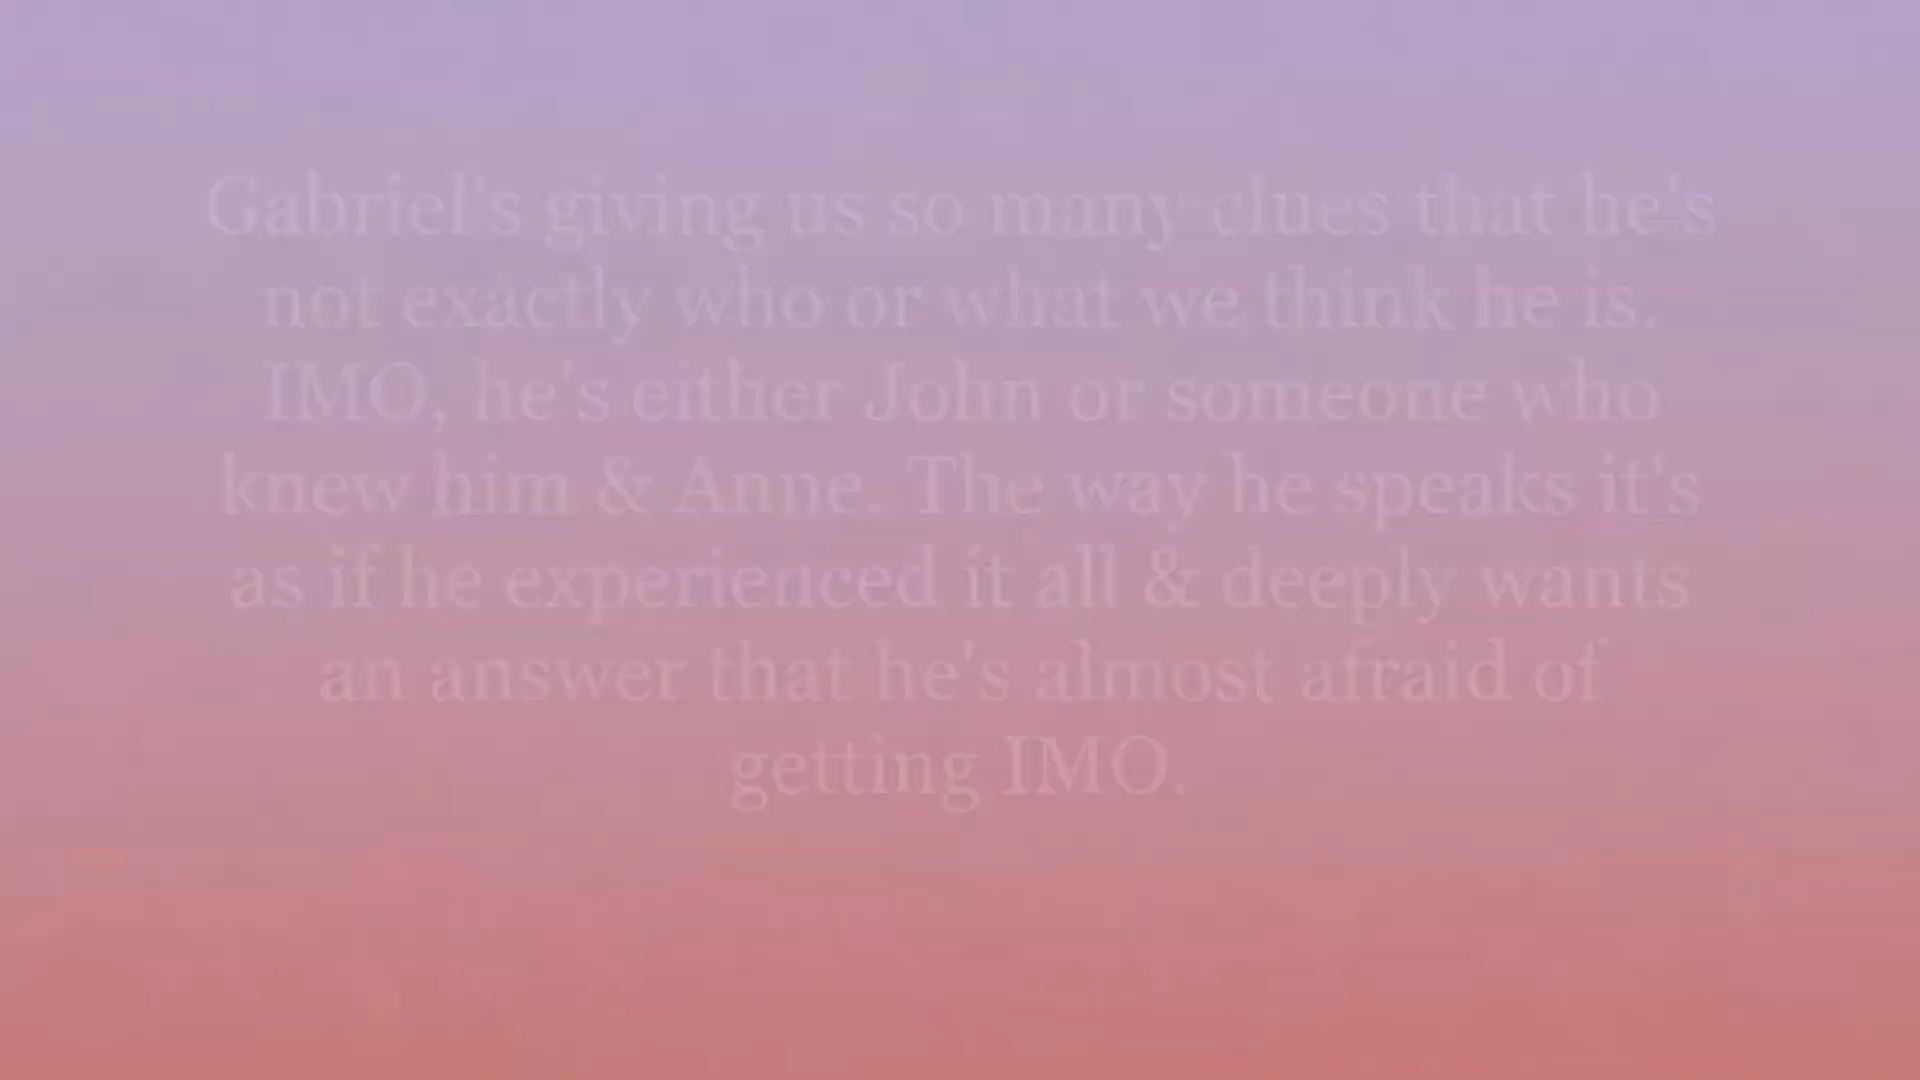 Gabriel's giving us so many clues that he's
not exactly who or what we think he is.
IMO, he's either John or someone who
knew him & Anne. The way he speaks it's
as if he experienced it all & deeply wants
an answer that he's almost afraid of
getting IMO.